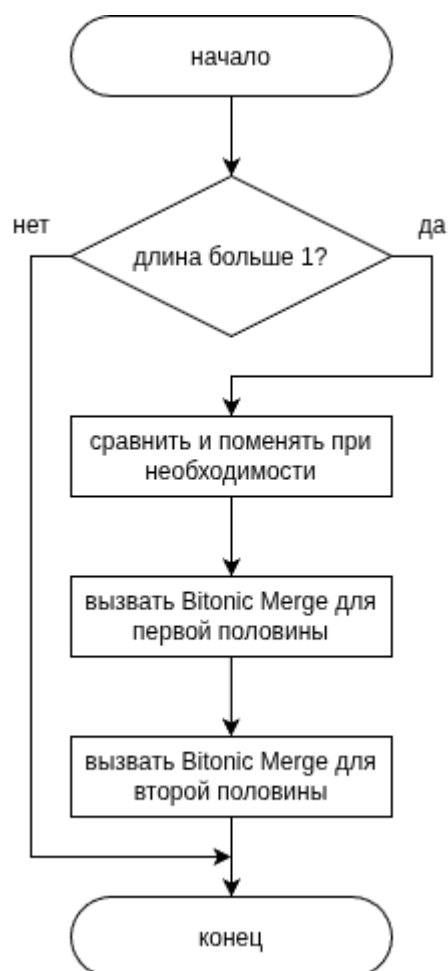 начало
нет
да
длина больше 1?
сравнить и поменять при
необходимости
вызвать Bitonic Merge для
первой половины
вызвать Bitonic Merge для
второй половины
конец